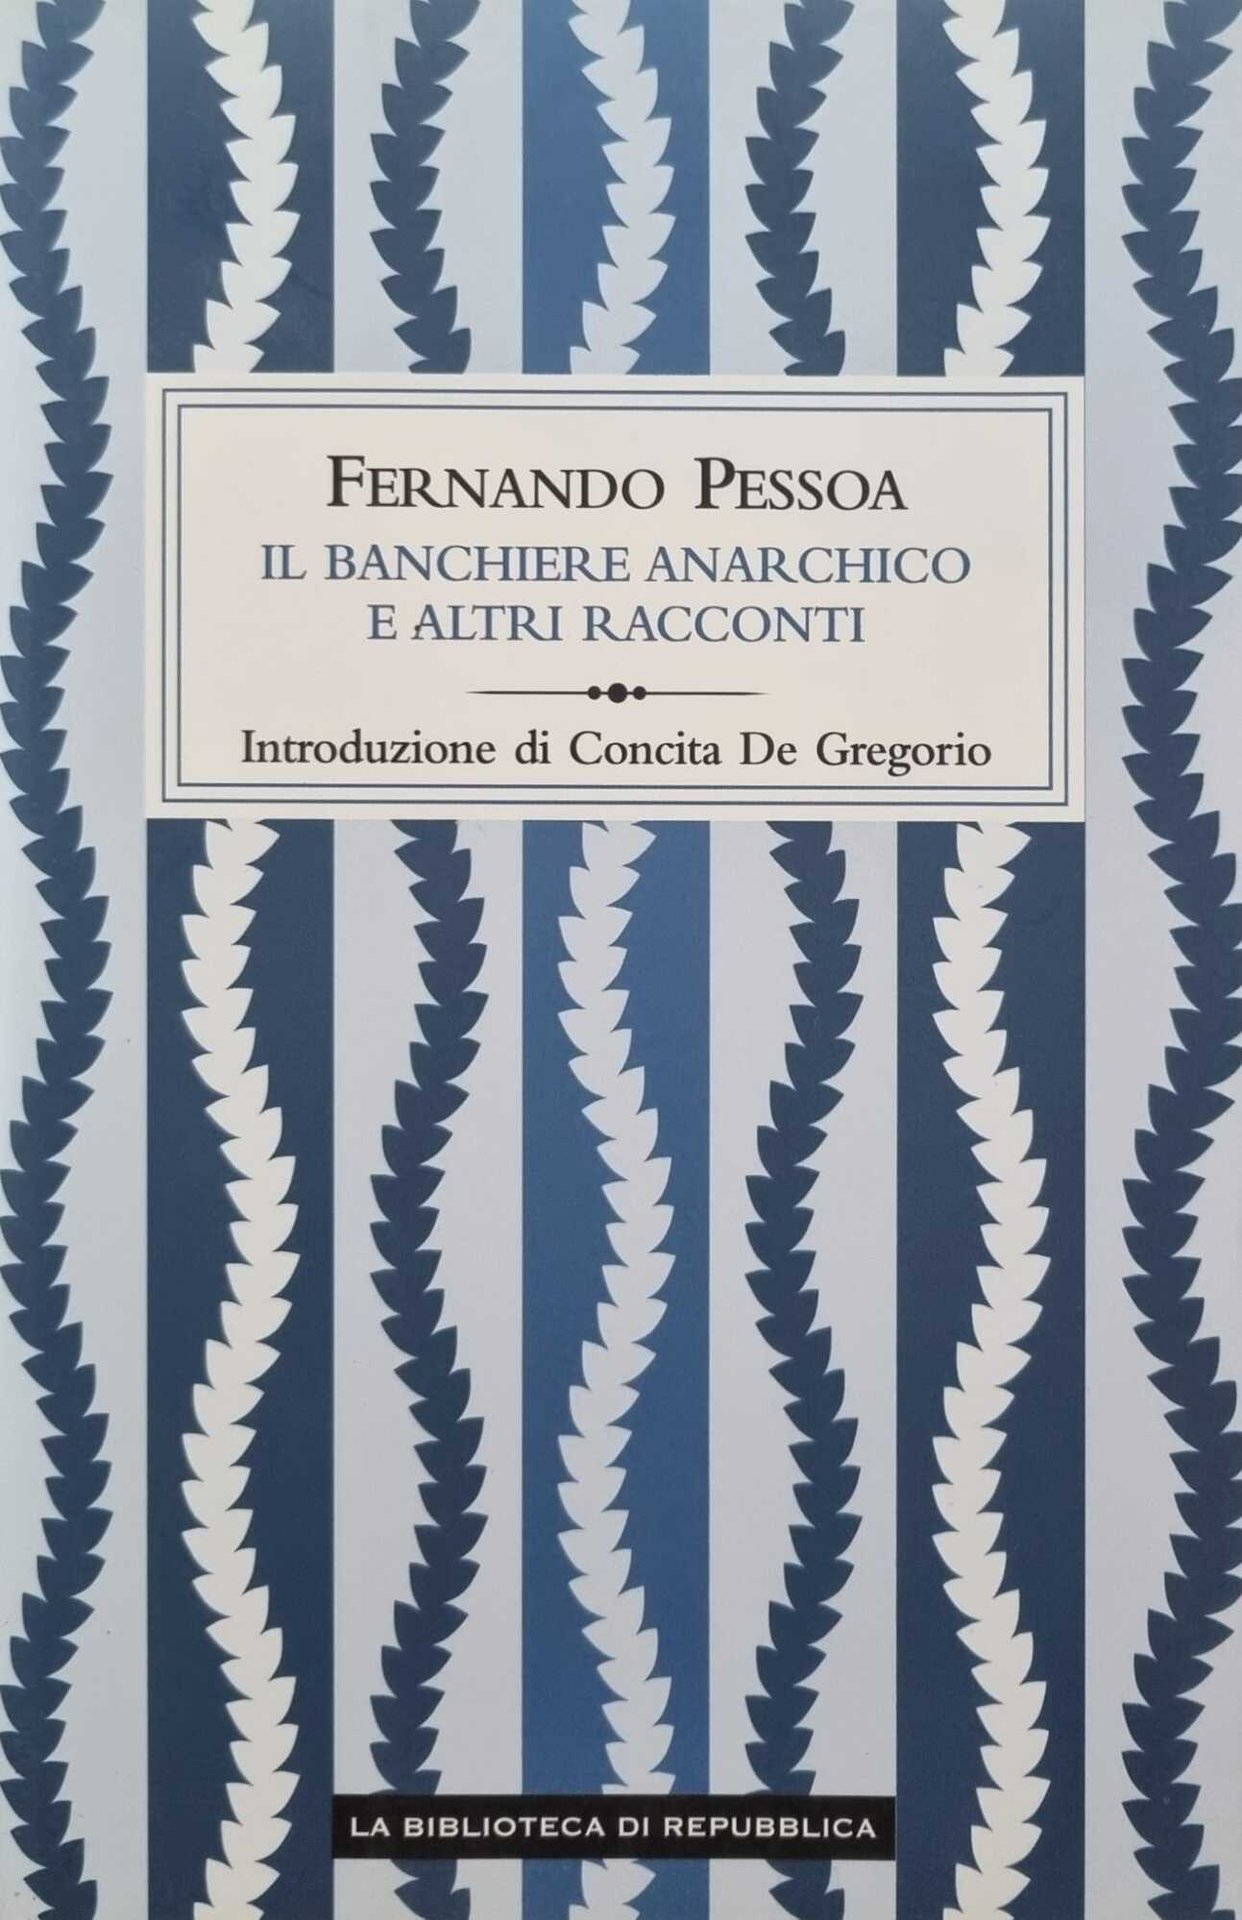 FERNANDO PESSOA
IL BANCHIERE ANARCHICO
E ALTRI RACCONTI
Introduzione di Concita De Gregorio
LA BIBLIOTECA DI REPUBBLICA